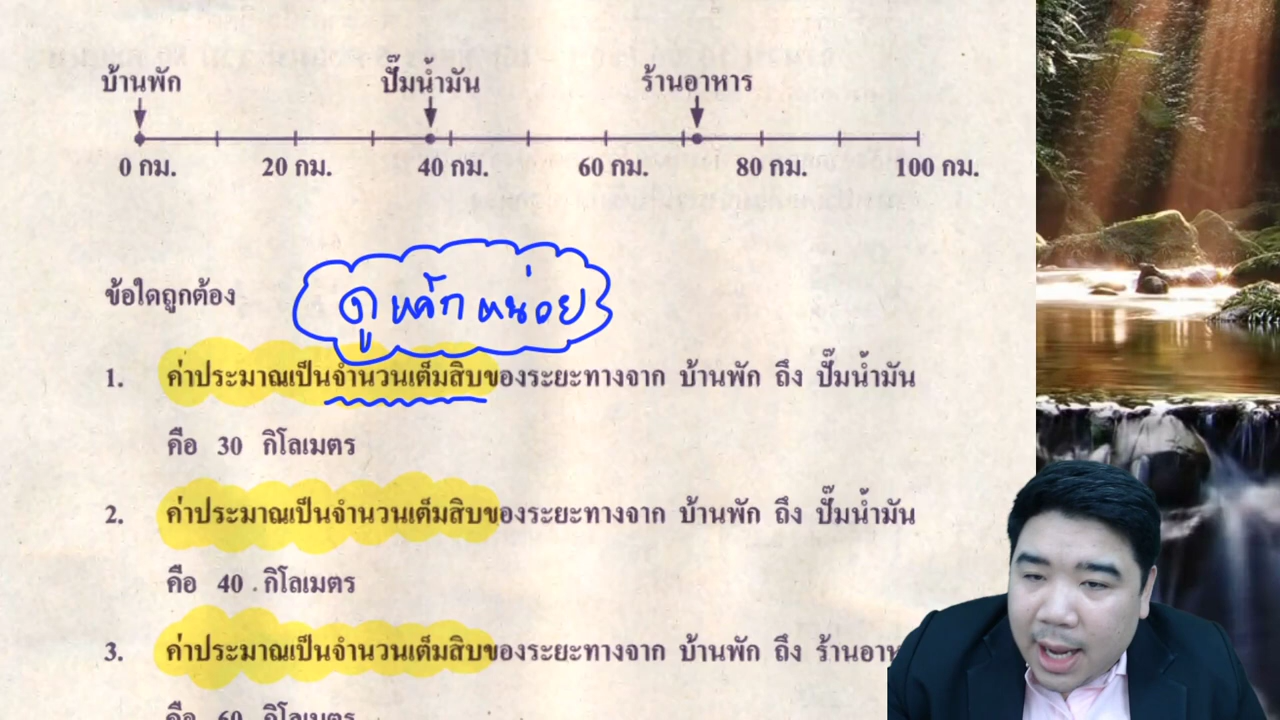 บ้านพัก ปั๊มน้ำมัน ร้านอาหาร
0 กม. 20 กม. 40 กม. 60 กม. 80 กม. 100 กม.
ข้อใดถูกต้อง
ดูหลักหน่วย
1. ค่าประมาณเป็นจำนวนเต็มสิบของระยะทางจาก บ้านพัก ถึง ปั๊มน้ำมัน
คือ 30 กิโลเมตร
2. ค่าประมาณเป็นจำนวนเต็มสิบของระยะทางจาก บ้านพัก ถึง ปั๊มน้ำมัน
คือ 40 กิโลเมตร
3. ค่าประมาณเป็นจำนวนเต็มสิบของระยะทางจาก บ้านพัก ถึง
คือ 60 กิโลเมตร